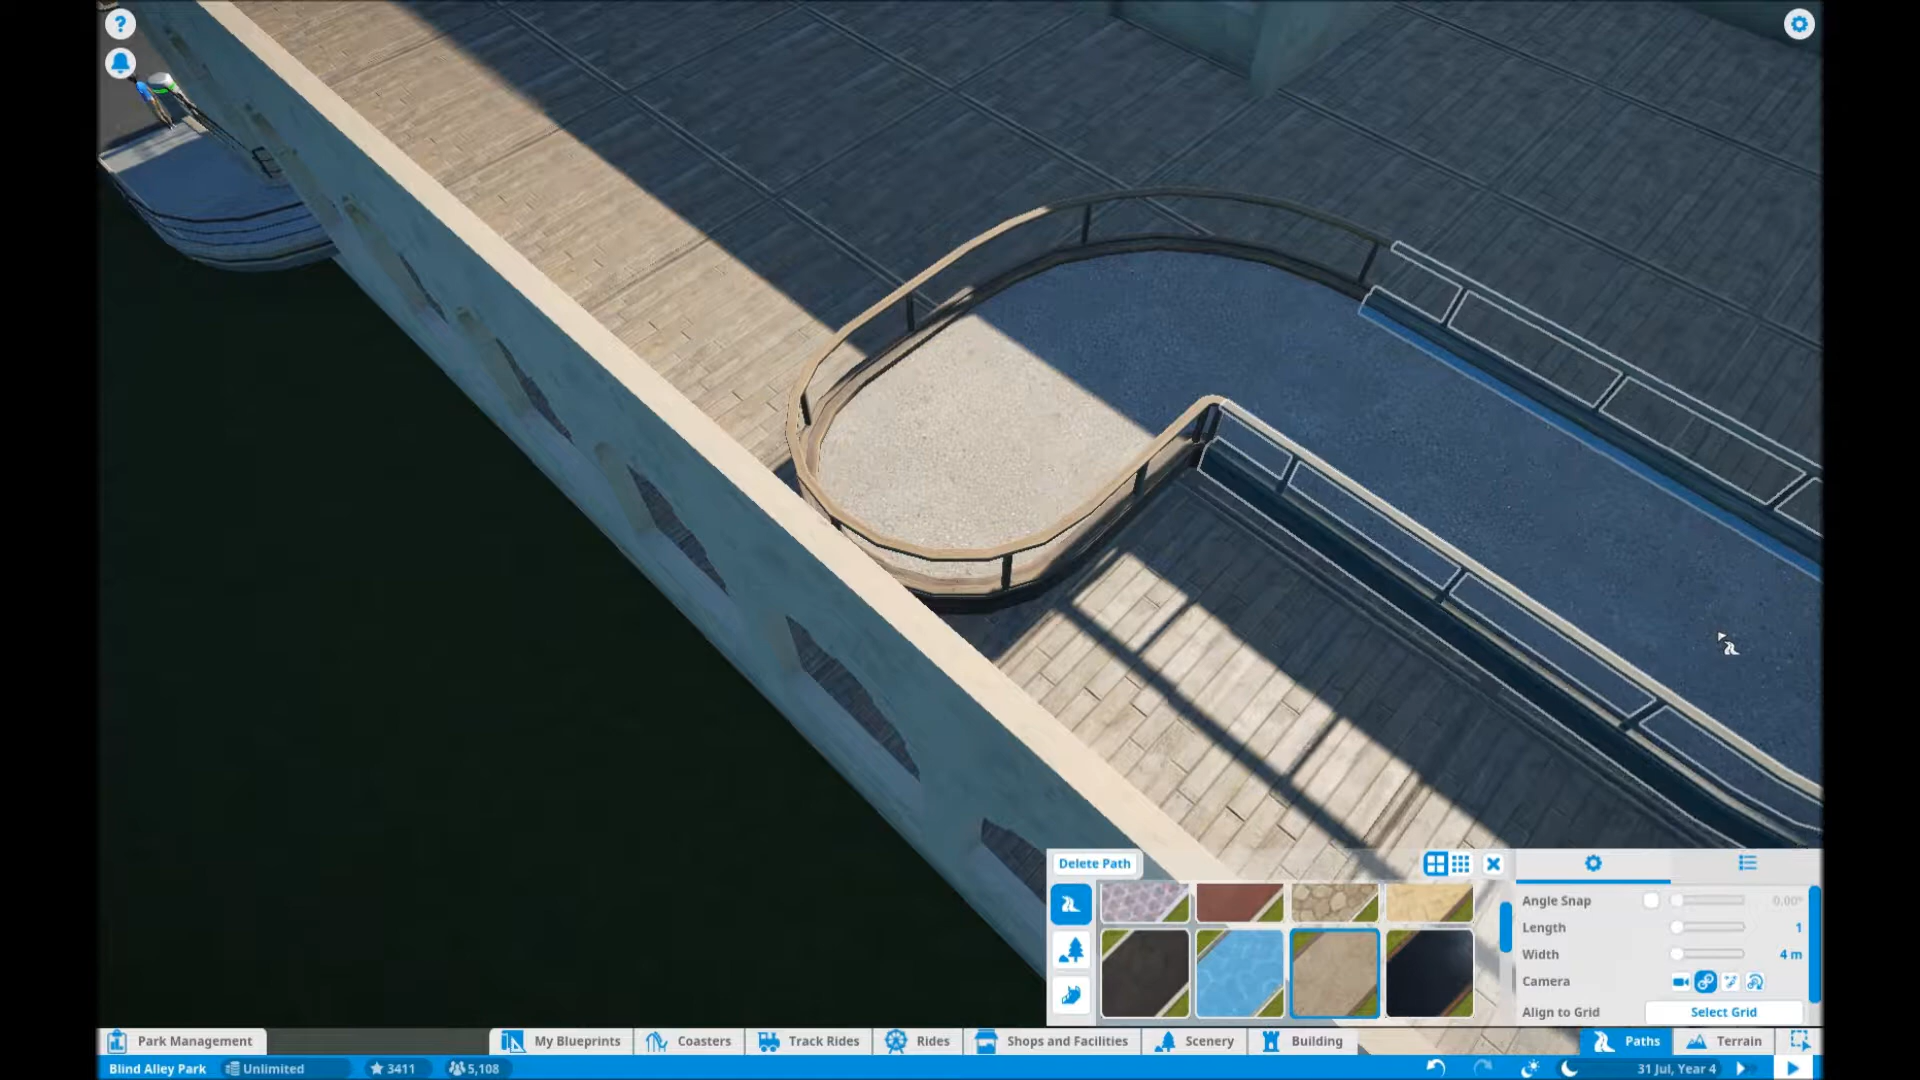 ?
Delete Path
Angle Snap 0.00°
Length 1
Width 4 m
Camera
Align to Grid Select Grid
Park Management My Blueprints Coasters Track Rides Rides Shops and Facilities Scenery Building Paths Terrain
Blind Alley Park Unlimited 3411 5,108 31 Jul, Year 4